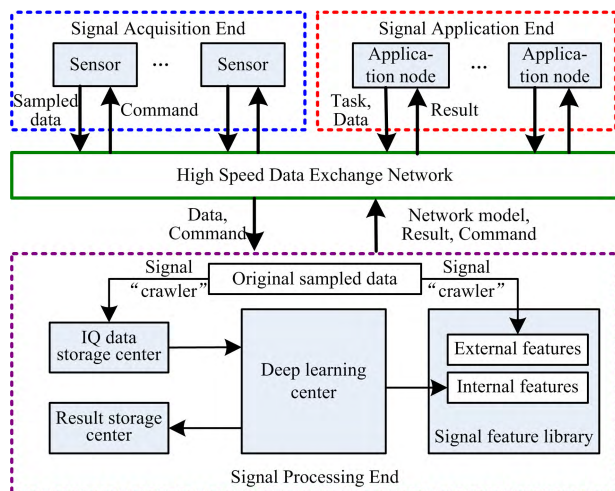 Signal Acquisition End
Sensor
...
Sensor
Sampled
data
Command
Signal Application End
Applica-
tion node
...
Applica-
tion node
Task,
Data
Result
High Speed Data Exchange Network
Data,
Command
Network model,
Result, Command
Signal
“crawler”
Original sampled data
Signal
“crawler”
IQ data
storage center
Deep learning
center
External features
Internal features
Result storage
center
Signal feature library
Signal Processing End